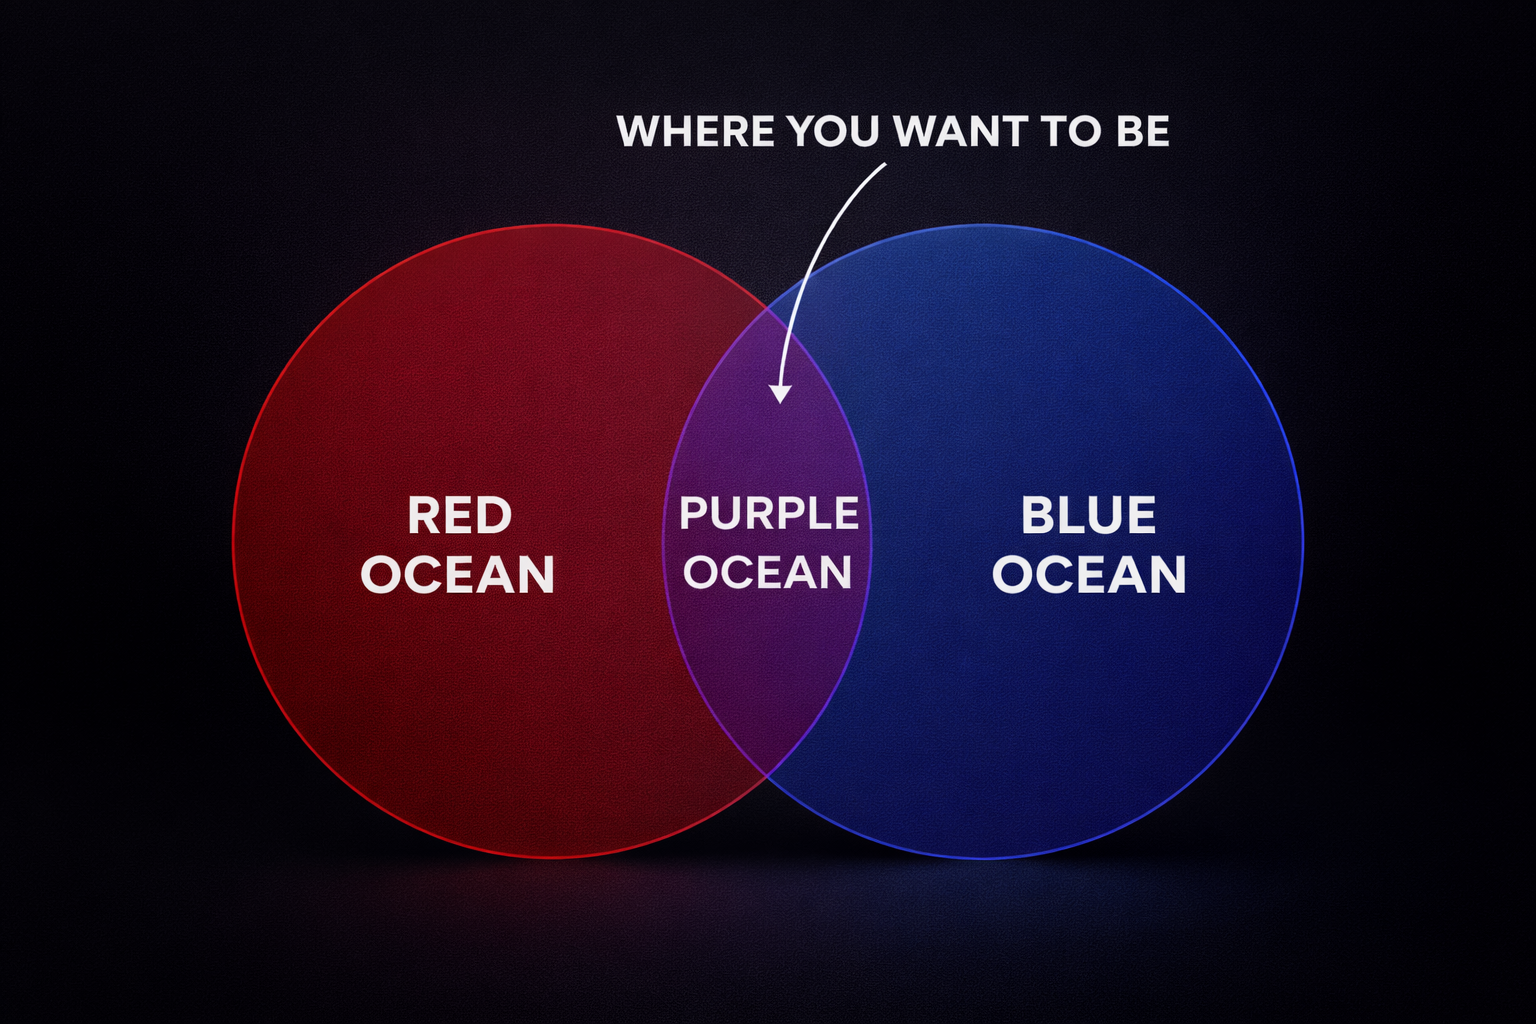 WHERE YOU WANT TO BE
RED
OCEAN
PURPLE
OCEAN
BLUE
OCEAN